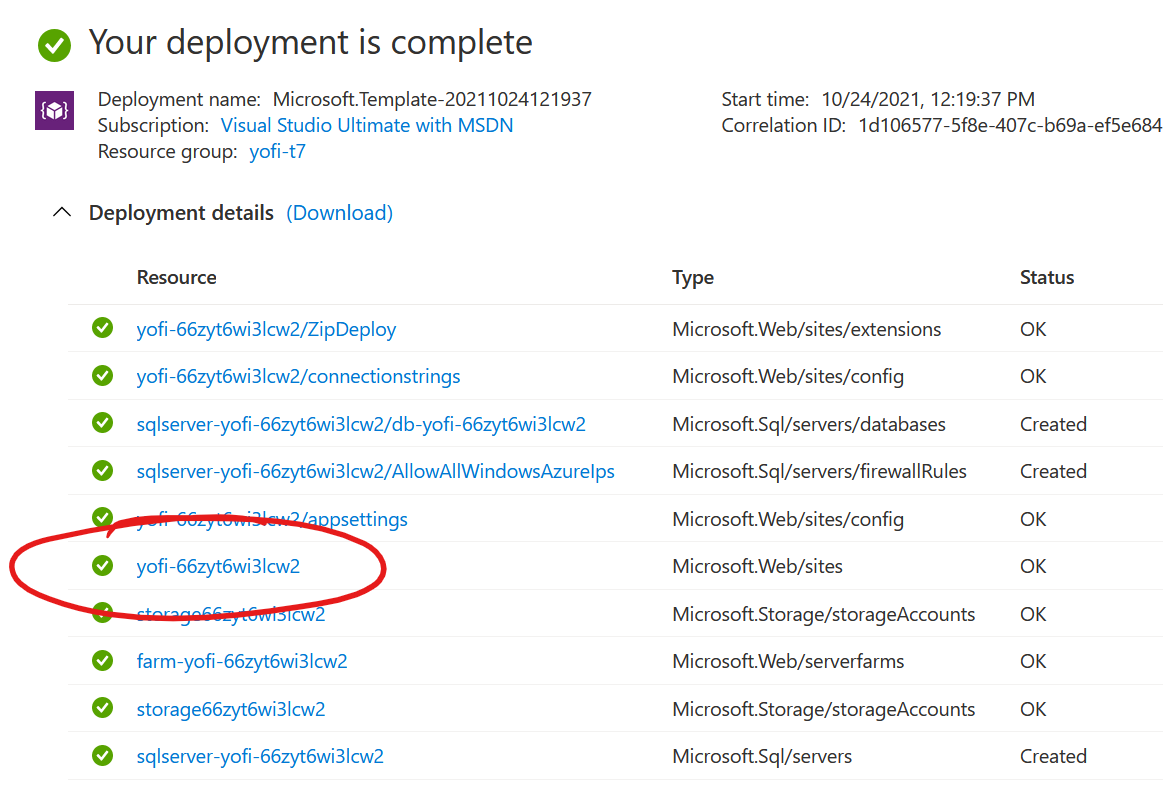 Your deployment is complete
Deployment name: Microsoft.Template-20211024121937 Start time: 10/24/2021, 12:19:37 PM
Subscription: Visual Studio Ultimate with MSDN Correlation ID: 1d106577-5f8e-407c-b69a-ef5e684
Resource group: yofi-t7
Deployment details (Download)
Resource Type Status
yofi-66zyt6wi3lcw2/ZipDeploy Microsoft.Web/sites/extensions OK
yofi-66zyt6wi3lcw2/connectionstrings Microsoft.Web/sites/config OK
sqlserver-yofi-66zyt6wi3lcw2/db-yofi-66zyt6wi3lcw2 Microsoft.Sql/servers/databases Created
sqlserver-yofi-66zyt6wi3lcw2/AllowAllWindowsAzureIps Microsoft.Sql/servers/firewallRules Created
yofi-66zyt6wi3lcw2/appsettings Microsoft.Web/sites/config OK
yofi-66zyt6wi3lcw2 Microsoft.Web/sites OK
storage66zyt6wi3lcw2 Microsoft.Storage/storageAccounts OK
farm-yofi-66zyt6wi3lcw2 Microsoft.Web/serverfarms OK
storage66zyt6wi3lcw2 Microsoft.Storage/storageAccounts OK
sqlserver-yofi-66zyt6wi3lcw2 Microsoft.Sql/servers Created